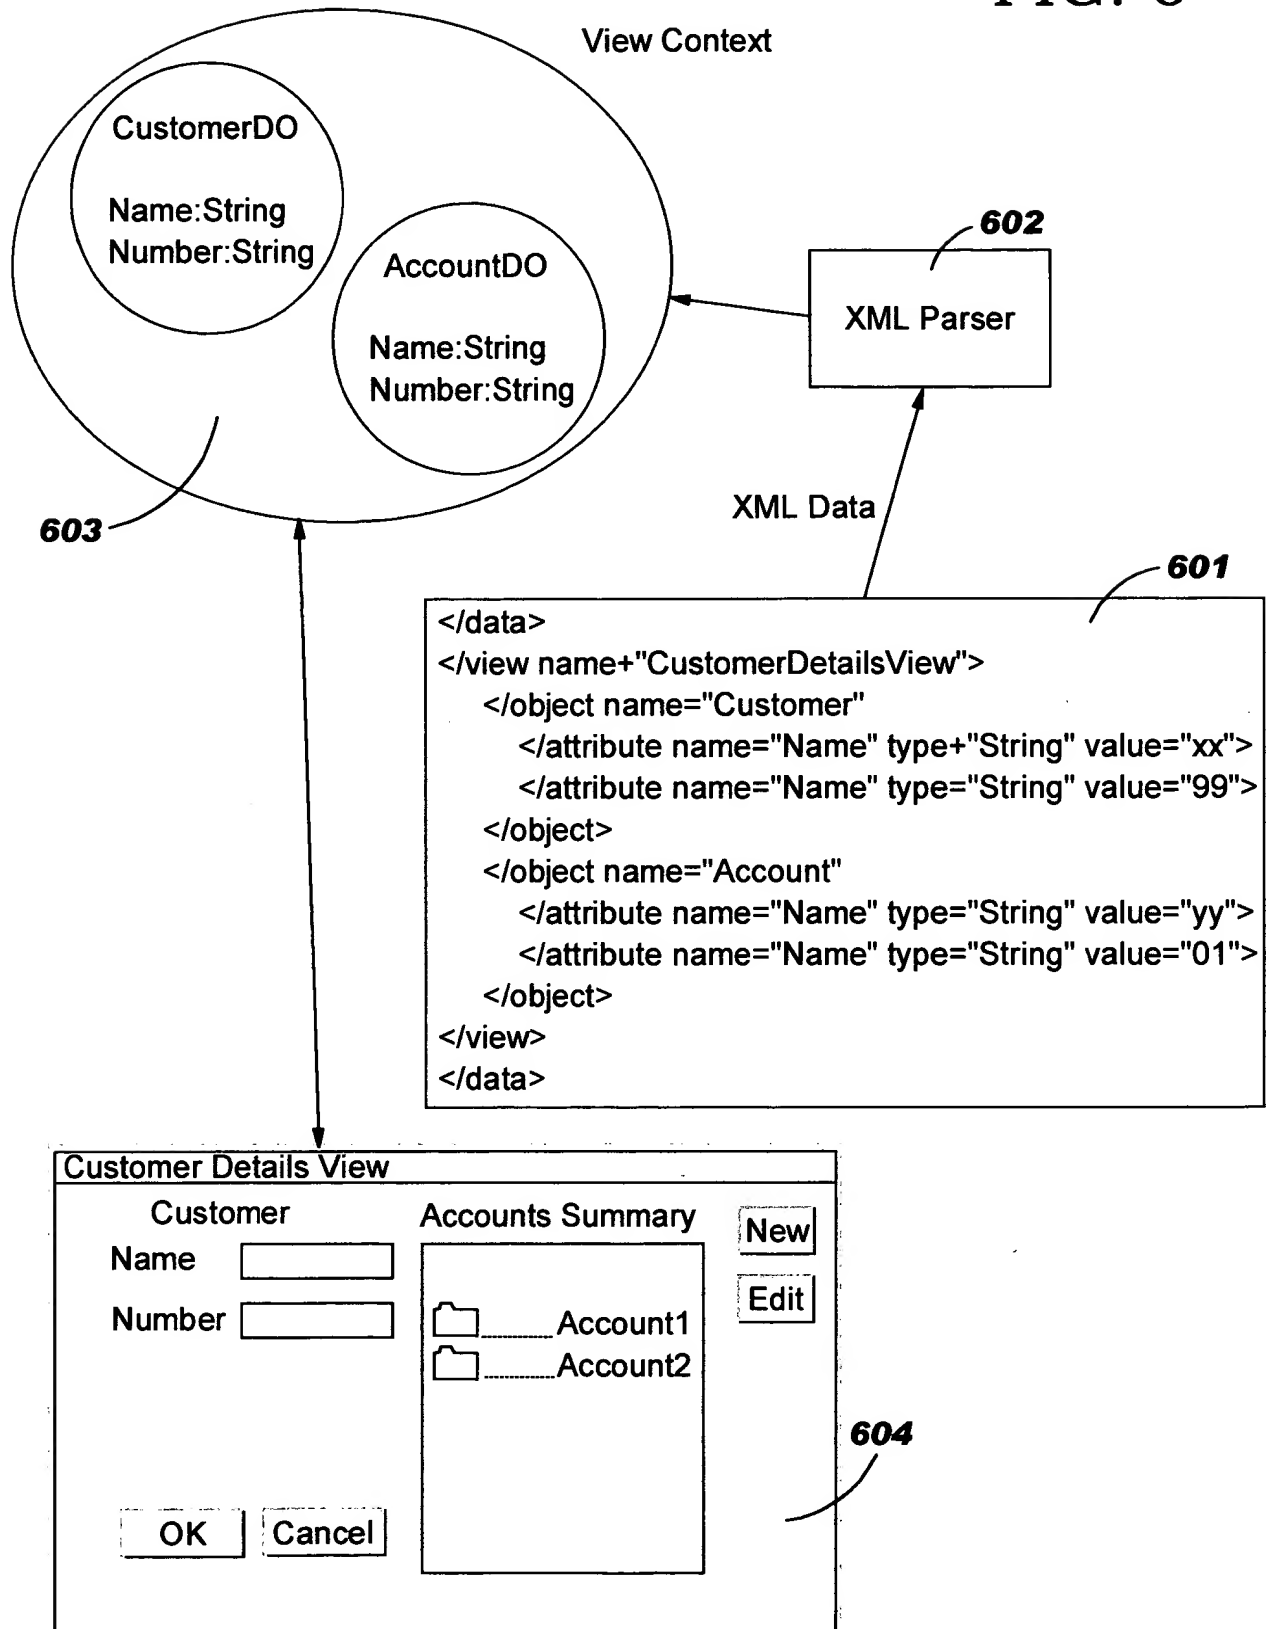 View Context
CustomerDO
Name:String
Number:String
AccountDO
Name:String
Number:String
602
XML Parser
603
XML Data
601
</data>
</view name+"CustomerDetailsView">
</object name="Customer"
</attribute name="Name" type+"String" value="xx">
</attribute name="Name" type="String" value="99">
</object>
</object name="Account"
</attribute name="Name" type="String" value="yy">
</attribute name="Name" type="String" value="01">
</object>
</view>
</data>
Customer Details View
Customer
Accounts Summary
New
Name
Edit
Number
Account1
Account2
604
OK
Cancel